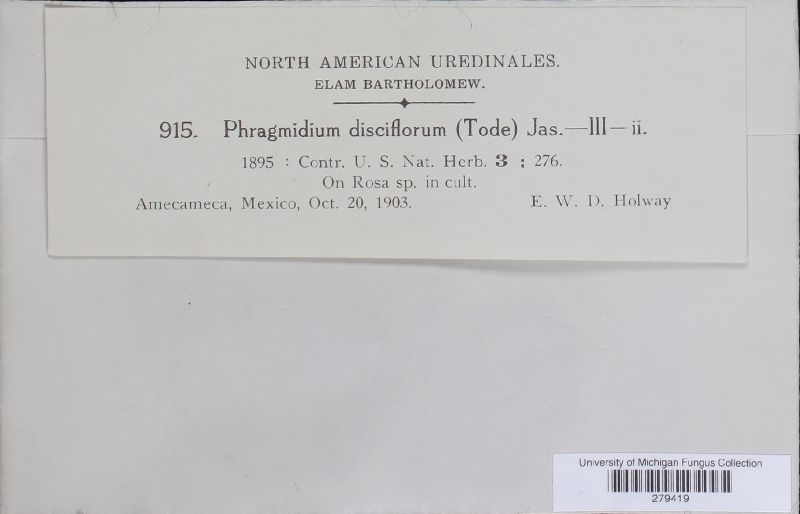 NORTH AMERICAN UREDINALES.
ELAM BARTHOLOMEW.
915. Phragmidium disciflorum (Tode) Jas.—III—ii.
1895 : Contr. U. S. Nat. Herb. 3 : 276.
On Rosa sp. in cult.
Amecameca, Mexico, Oct. 20, 1903. E. W. D. Holway
University of Michigan Fungus Collection
279419